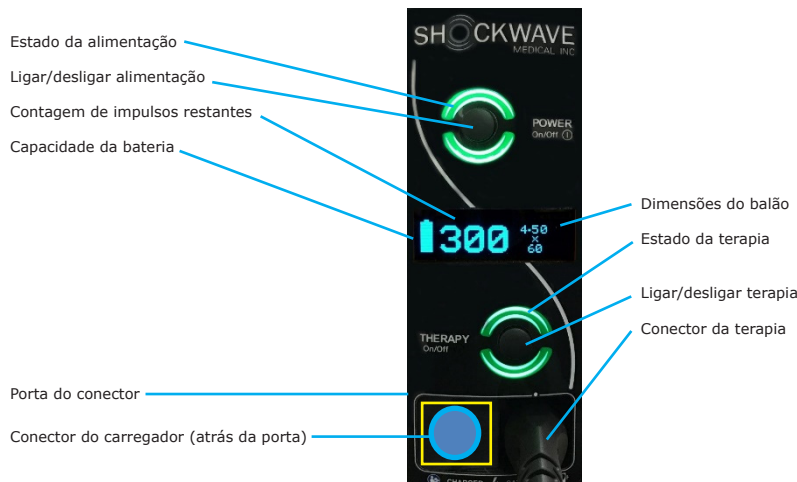 Estado da alimentação
Ligar/desligar alimentação
Contagem de impulsos restantes
Capacidade da bateria
SHOCKWAVE
MEDICAL INC
POWER
On/Off
300
4·50
x
60
Dimensões do balão
Estado da terapia
Ligar/desligar terapia
Conector da terapia
THERAPY
On/Off
Porta do conector
Conector do carregador (atrás da porta)